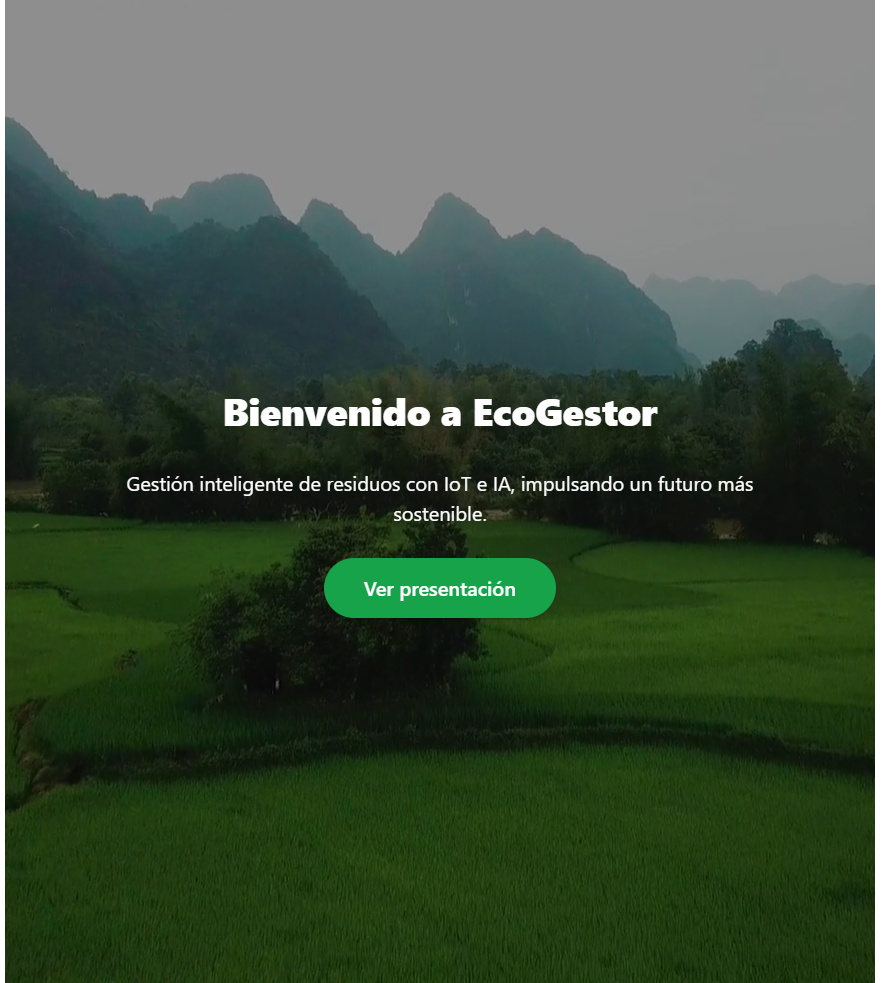 Bienvenido a EcoGestor
Gestión inteligente de residuos con IoT e IA, impulsando un futuro más
sostenible.
Ver presentación